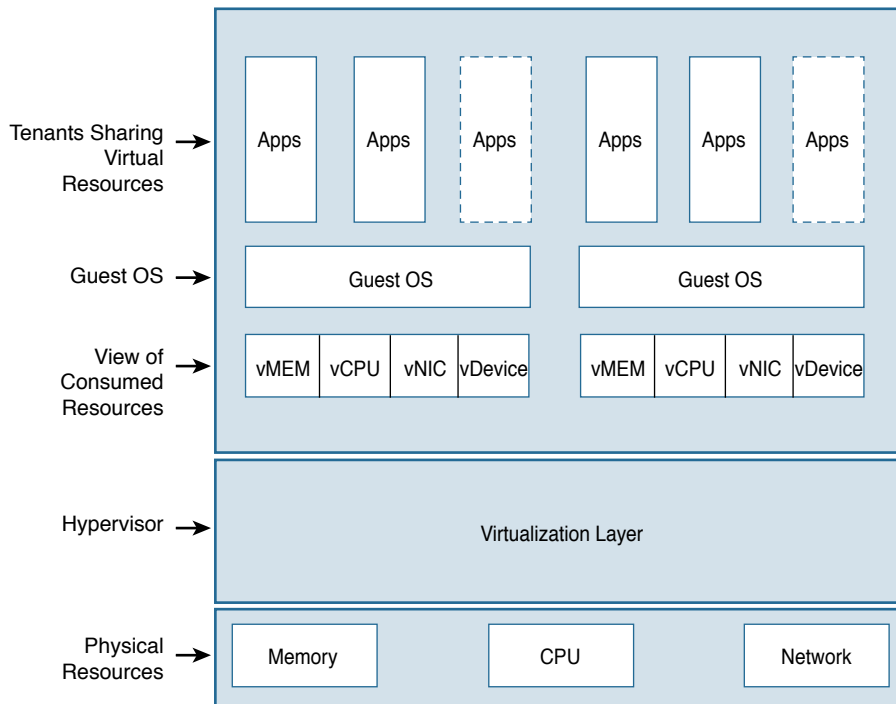 Tenants Sharing
Virtual
Resources
Apps Apps Apps Apps Apps Apps
Guest OS
Guest OS Guest OS
View of
Consumed
Resources
vMEM vCPU vNIC vDevice vMEM vCPU vNIC vDevice
Hypervisor
Virtualization Layer
Physical
Resources
Memory CPU Network